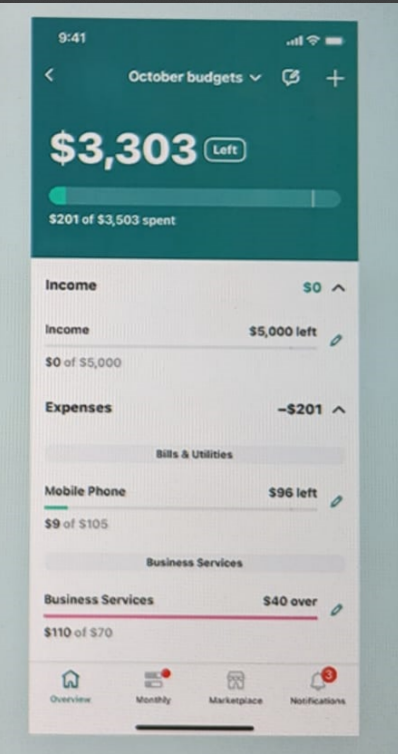 9:41
October budgets
$3,303 Left
$201 of $3,503 spent
Income $0
Income $5,000 left
$0 of $5,000
Expenses -$201
Bills & Utilities
Mobile Phone $96 left
$9 of $105
Business Services
Business Services $40 over
$110 of $70
3
Overview Monthly Marketplace Notifications